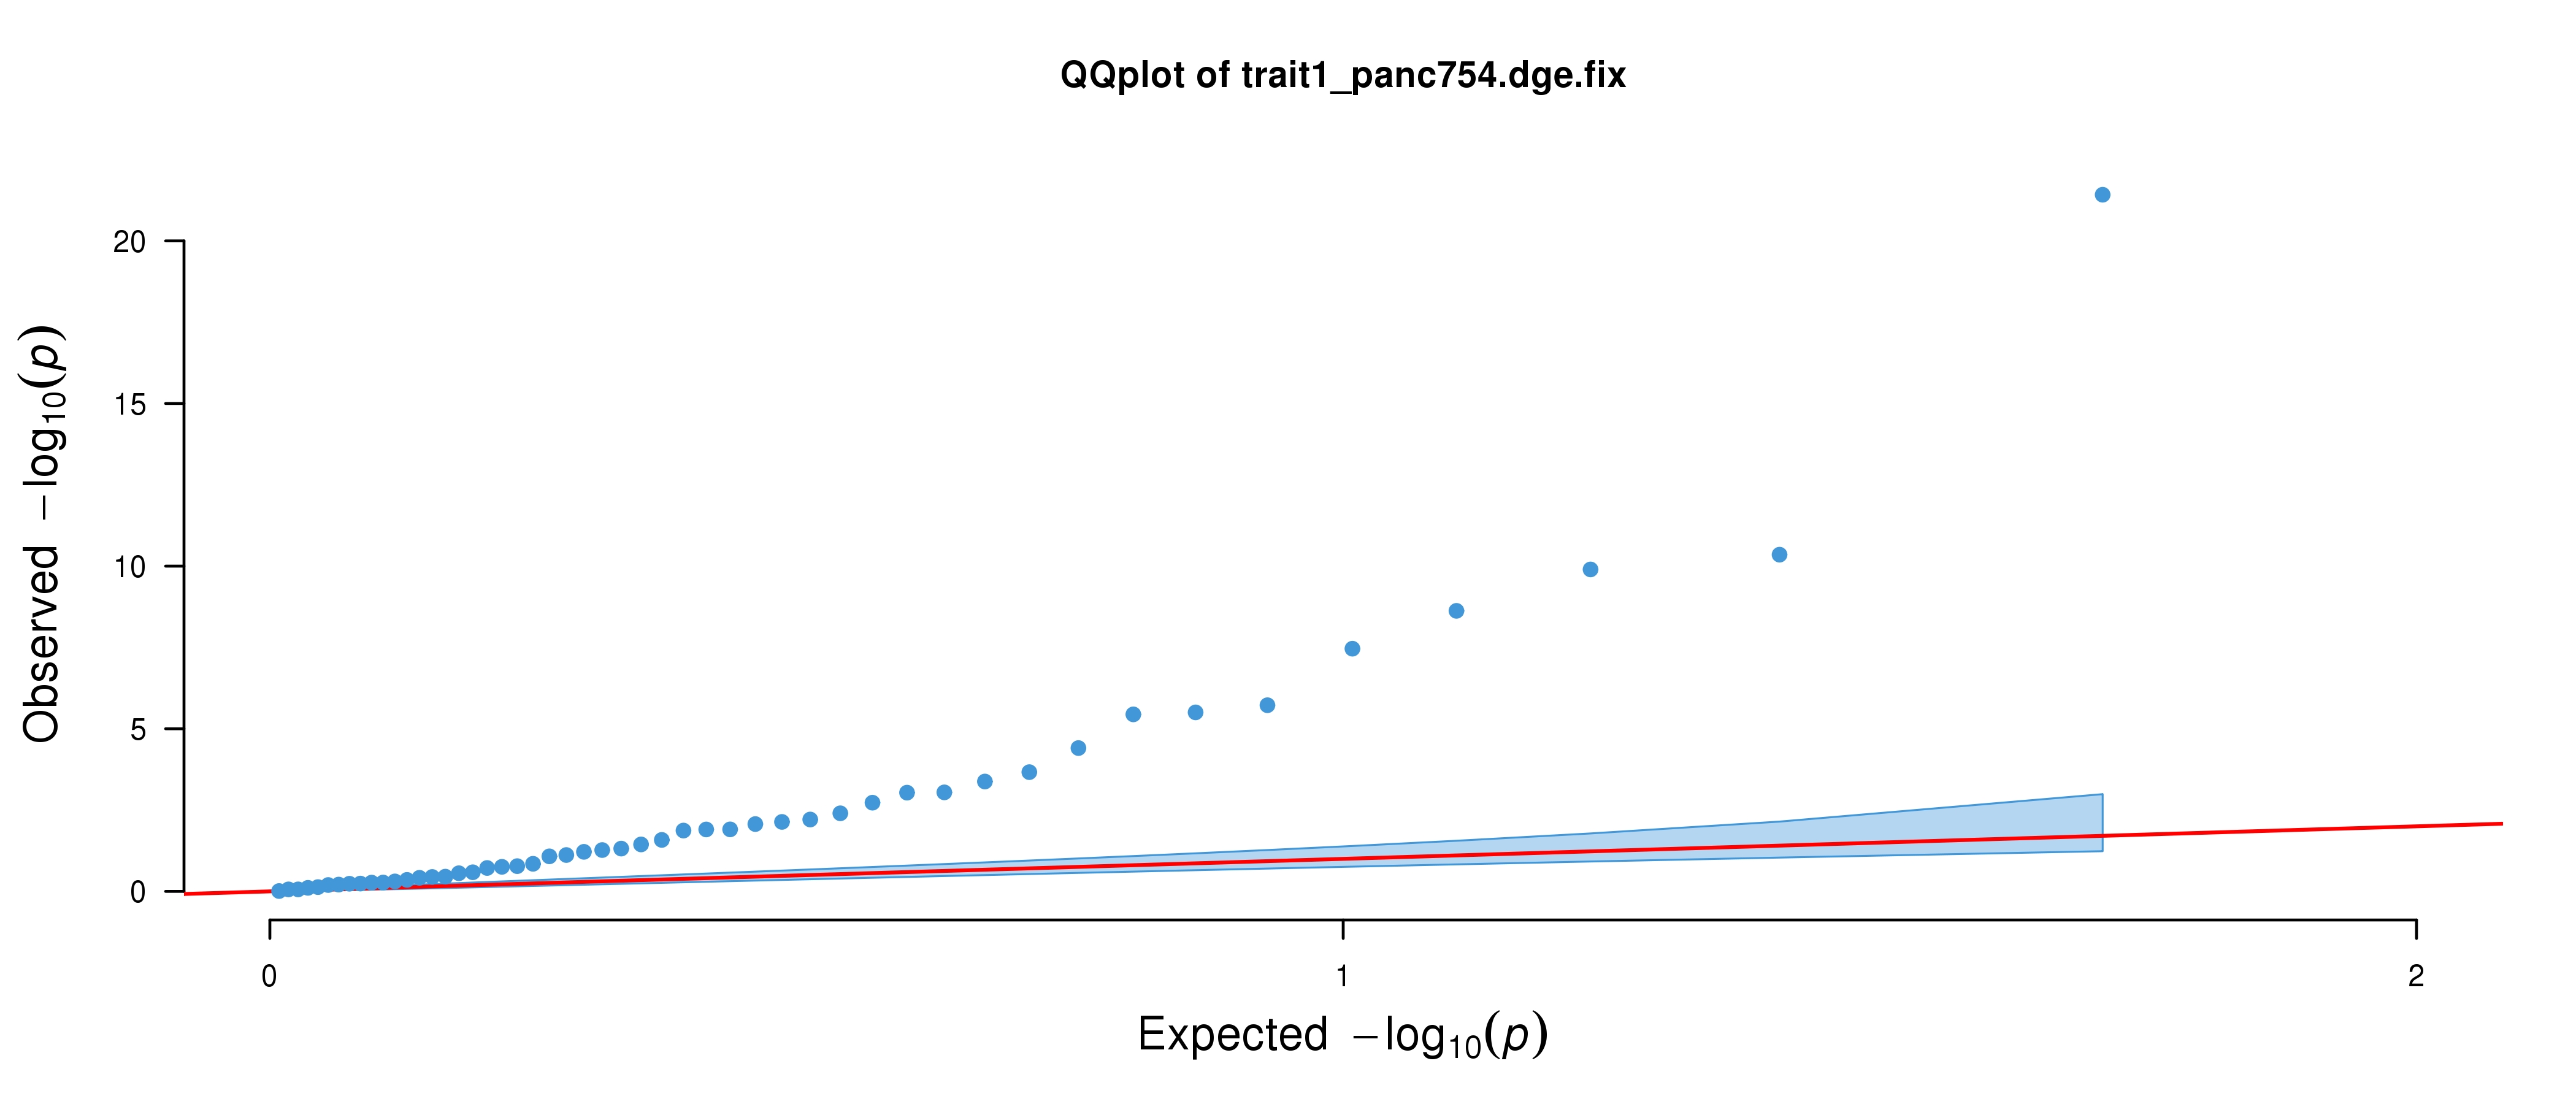 QQplot of trait1_panc754.dge.fix
Observed −log₁₀(p)
20
15
10
5
0
0 1 2
Expected −log₁₀(p)